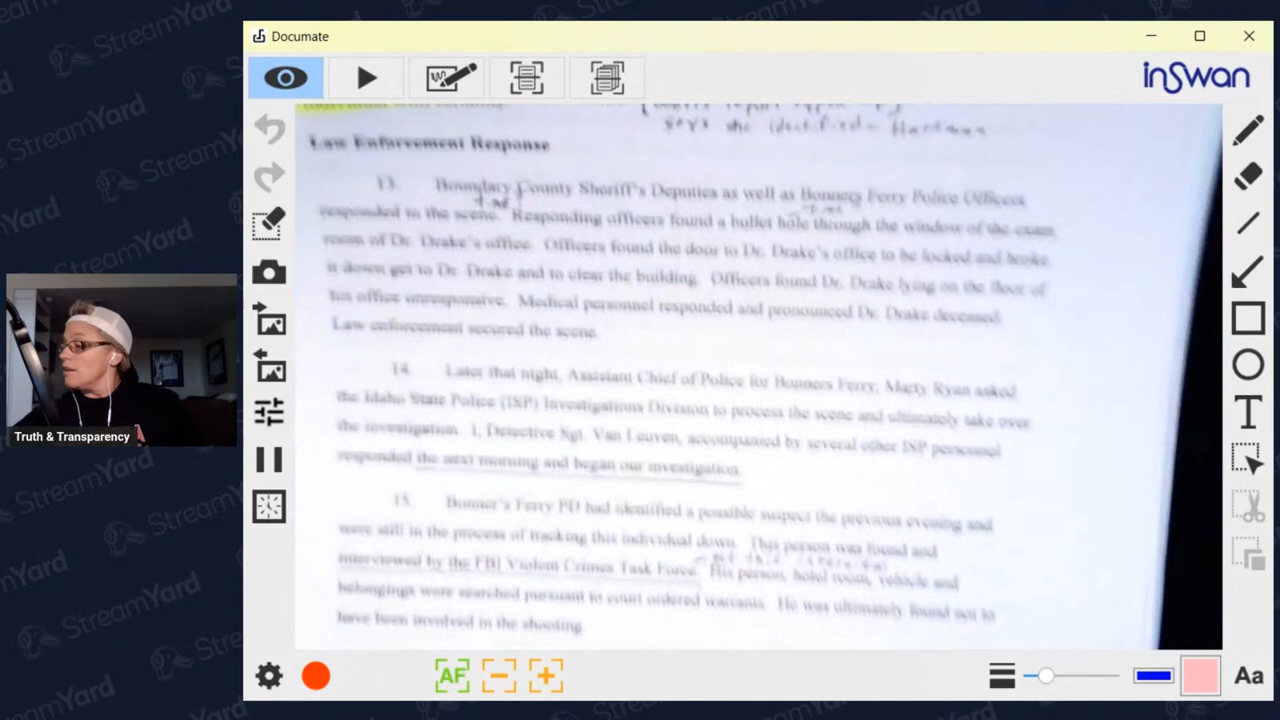 StreamYard
Documate
inSwan
says she identified - Hartman
Law Enforcement Response
13. Boundary County Sheriff's Deputies as well as Bonners Ferry Police Officers
responded to the scene. Responding officers found a bullet hole through the window of the exam
room of Dr. Drake's office. Officers found the door to Dr. Drake's office to be locked and broke
it down get to Dr. Drake and to clear the building. Officers found Dr. Drake lying on the floor of
his office unresponsive. Medical personnel responded and pronounced Dr. Drake deceased.
Law enforcement secured the scene.
14. Later that night, Assistant Chief of Police for Bonners Ferry, Marty Ryan asked
the Idaho State Police (ISP) Investigations Division to process the scene and ultimately take over
the investigation. I, Detective Sgt. Van Leuven, accompanied by several other ISP personnel
responded the next morning and began our investigation.
15. Bonner's Ferry PD had identified a possible suspect the previous evening and
were still in the process of tracking this individual down. This person was found and
interviewed by the FBI Violent Crimes Task Force. His person, hotel room, vehicle and
belongings were searched pursuant to court ordered warrants. He was ultimately found not to
have been involved in the shooting.
Truth & Transparency
AF
T
Aa